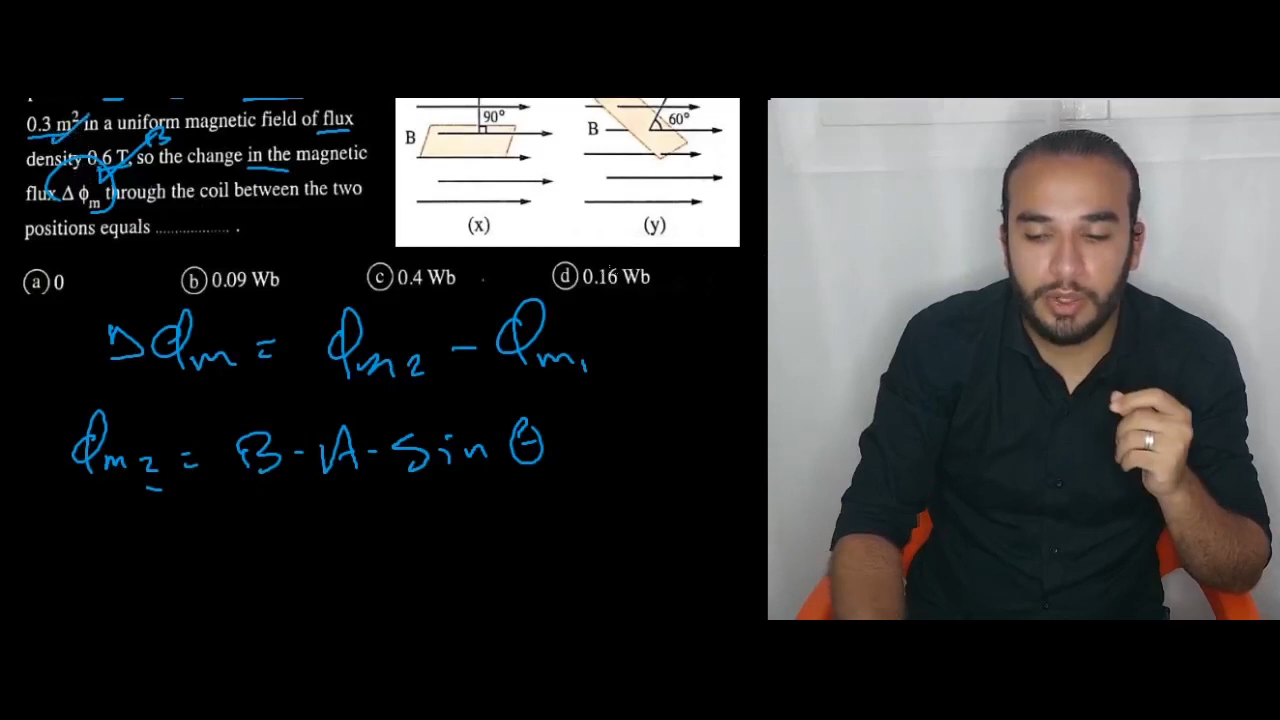 0.3 m² in a uniform magnetic field of flux
density 0.6 T, so the change in the magnetic
flux Δ ϕm through the coil between the two
positions equals ................... .
B
90°
B
60°
B
(x)
(y)
ⓐ 0
ⓑ 0.09 Wb
ⓒ 0.4 Wb
ⓓ 0.16 Wb
Δϕm = ϕm2 - ϕm1
ϕm2 = B - A - Sin θ